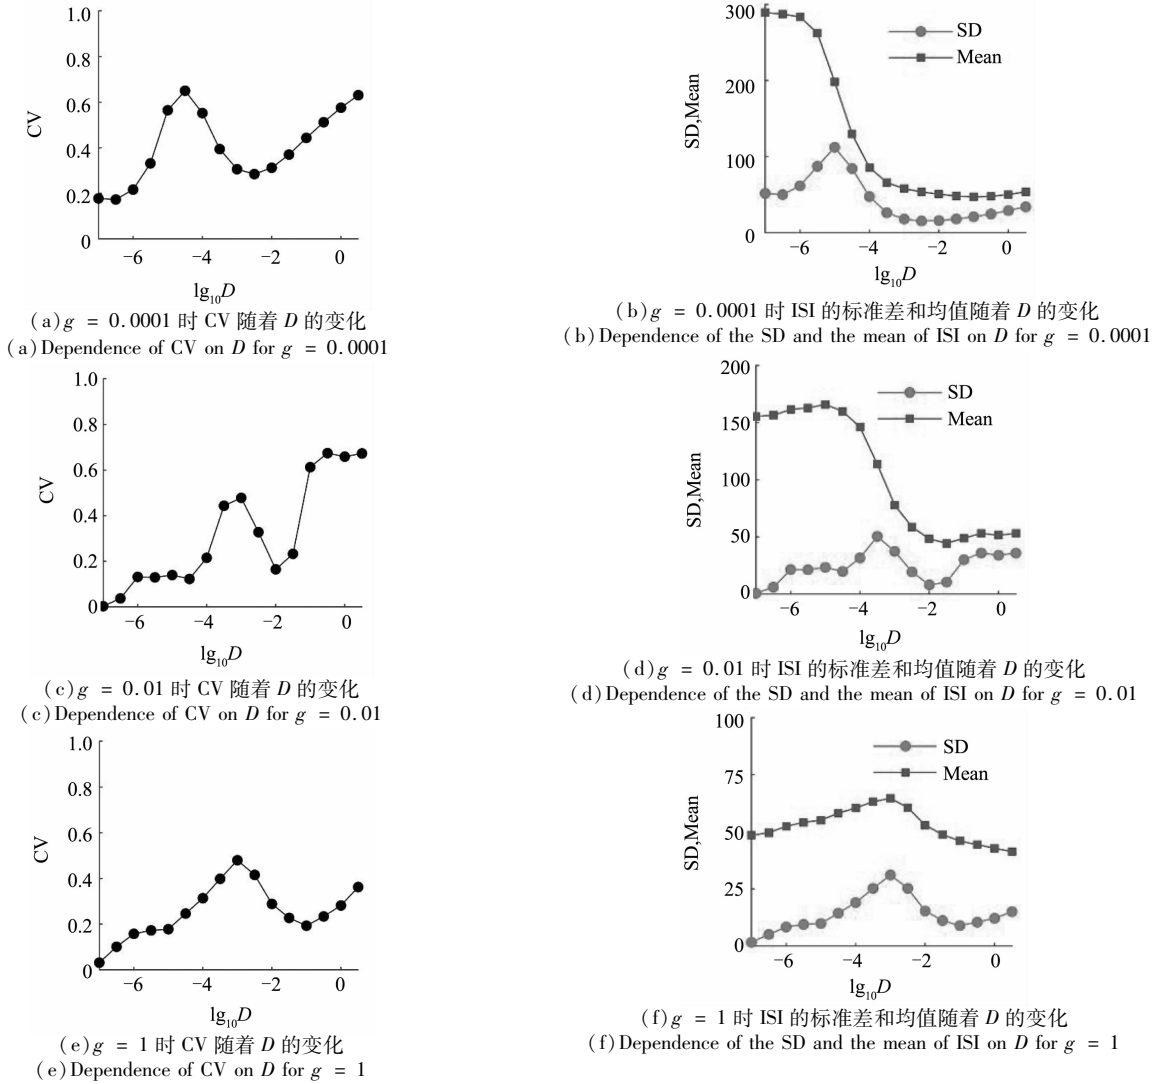 1.0
0.8
0.6
0.4
0.2
0
CV
−6
−4
−2
0
lg10D
(a)g = 0.0001 时 CV 随着 D 的变化
(a)Dependence of CV on D for g = 0.0001
300
200
100
0
SD,Mean
SD
Mean
−6
−4
−2
0
lg10D
(b)g = 0.0001 时 ISI 的标准差和均值随着 D 的变化
(b)Dependence of the SD and the mean of ISI on D for g = 0.0001
1.0
0.8
0.6
0.4
0.2
0
CV
−6
−4
−2
0
lg10D
(c)g = 0.01 时 CV 随着 D 的变化
(c)Dependence of CV on D for g = 0.01
200
150
100
50
0
SD,Mean
SD
Mean
−6
−4
−2
0
lg10D
(d)g = 0.01 时 ISI 的标准差和均值随着 D 的变化
(d)Dependence of the SD and the mean of ISI on D for g = 0.01
1.0
0.8
0.6
0.4
0.2
0
CV
−6
−4
−2
0
lg10D
(e)g = 1 时 CV 随着 D 的变化
(e)Dependence of CV on D for g = 1
100
75
50
25
0
SD,Mean
SD
Mean
−6
−4
−2
0
lg10D
(f)g = 1 时 ISI 的标准差和均值随着 D 的变化
(f)Dependence of the SD and the mean of ISI on D for g = 1